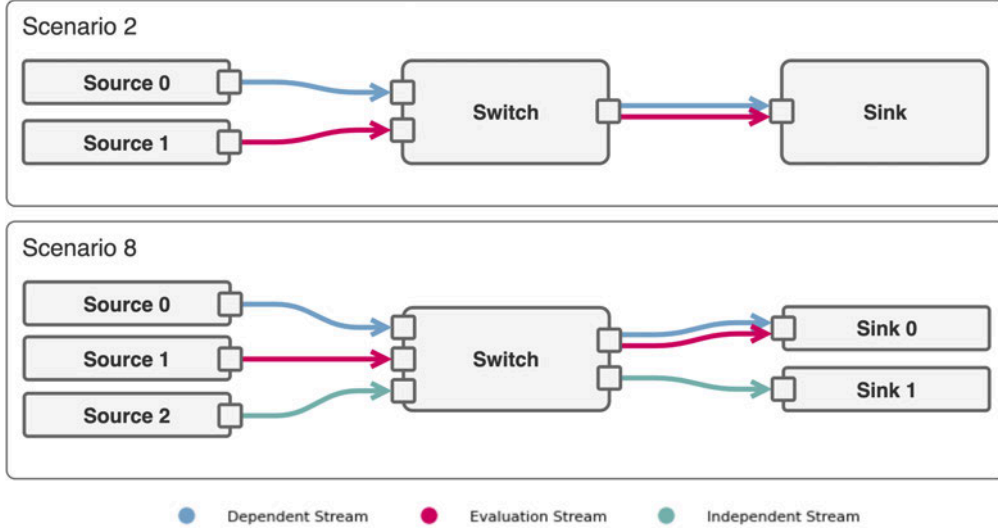 Scenario 2
Source 0
Source 1
Switch
Sink
Scenario 8
Source 0
Source 1
Source 2
Switch
Sink 0
Sink 1
Dependent Stream
Evaluation Stream
Independent Stream